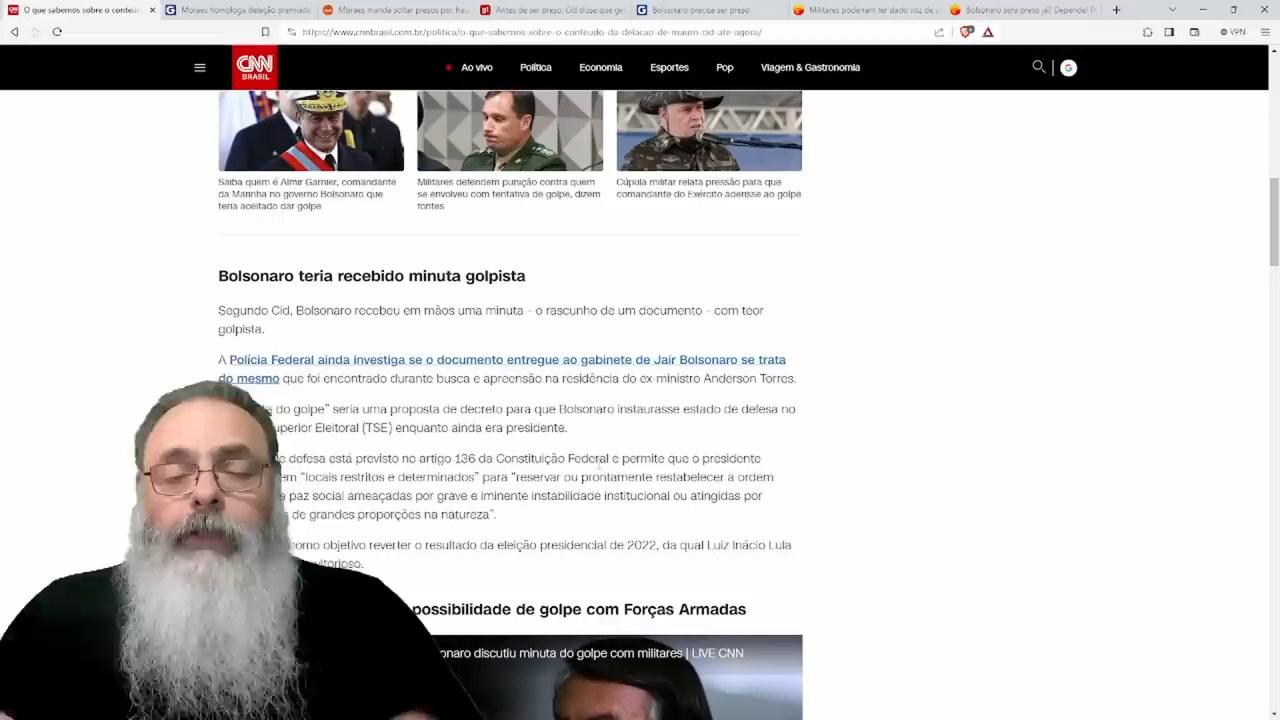 O que sabemos sobre o conteúd
Moraes homologa delação premiada
Moraes manda soltar presos por frau
Antes de ser preso, Cid disse que ge
Bolsonaro precisa ser preso
Militares poderiam ter dado voz de p
Bolsonaro será preso já? Depende! P
https://www.cnnbrasil.com.br/politica/o-que-sabemos-sobre-o-conteudo-da-delacao-de-mauro-cid-ate-agora/
VPN
CNN
BRASIL
Ao vivo
Política
Economia
Esportes
Pop
Viagem & Gastronomia
Saiba quem é Almir Garnier, comandante
da Marinha no governo Bolsonaro que
teria aceitado dar golpe
Militares defendem punição contra quem
se envolveu com tentativa de golpe, dizem
fontes
Cúpula militar relata pressão para que
comandante do Exército aderisse ao golpe
Bolsonaro teria recebido minuta golpista
Segundo Cid, Bolsonaro recebeu em mãos uma minuta – o rascunho de um documento – com teor
golpista.
A Polícia Federal ainda investiga se o documento entregue ao gabinete de Jair Bolsonaro se trata
do mesmo que foi encontrado durante busca e apreensão na residência do ex-ministro Anderson Torres.
do golpe” seria uma proposta de decreto para que Bolsonaro instaurasse estado de defesa no
uperior Eleitoral (TSE) enquanto ainda era presidente.
e defesa está previsto no artigo 136 da Constituição Federal e permite que o presidente
em “locais restritos e determinados” para “reservar ou prontamente restabelecer a ordem
a paz social ameaçadas por grave e iminente instabilidade institucional ou atingidas por
s de grandes proporções na natureza”.
omo objetivo reverter o resultado da eleição presidencial de 2022, da qual Luiz Inácio Lula
vitorioso.
possibilidade de golpe com Forças Armadas
onaro discutiu minuta do golpe com militares | LIVE CNN